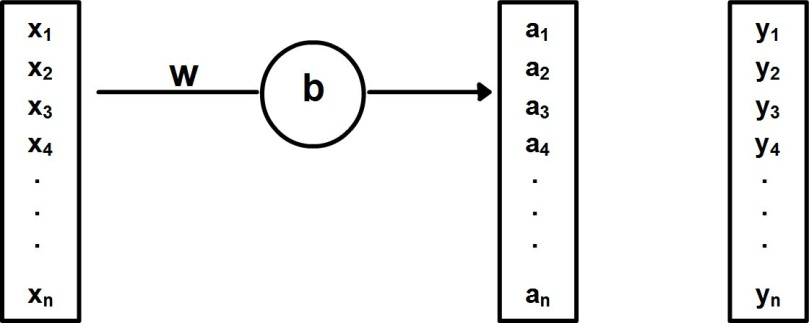 x₁
x₂
x₃
x₄
.
.
.
xₙ
w
b
a₁
a₂
a₃
a₄
.
.
.
aₙ
y₁
y₂
y₃
y₄
.
.
.
yₙ